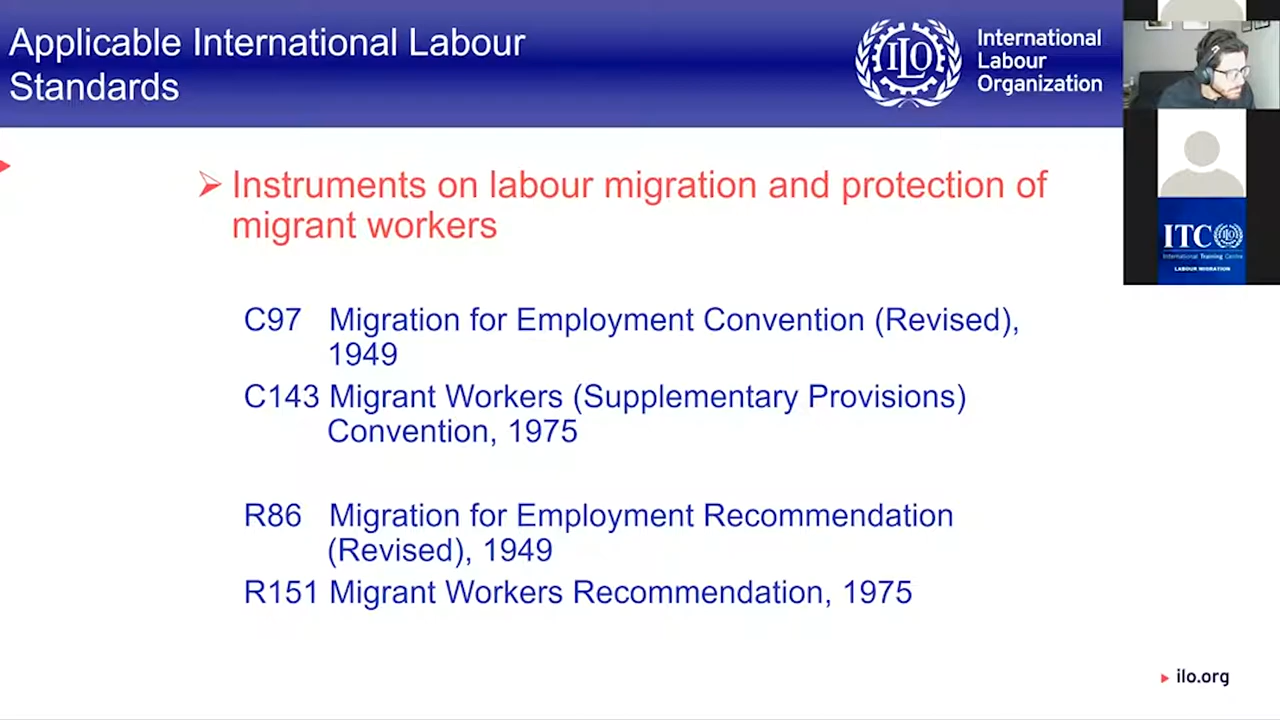 Applicable International Labour
Standards
ILO
International
Labour
Organization
➢ Instruments on labour migration and protection of
migrant workers
C97 Migration for Employment Convention (Revised),
1949
C143 Migrant Workers (Supplementary Provisions)
Convention, 1975
R86 Migration for Employment Recommendation
(Revised), 1949
R151 Migrant Workers Recommendation, 1975
ITC
International Training Centre
LABOUR MIGRATION
ilo.org